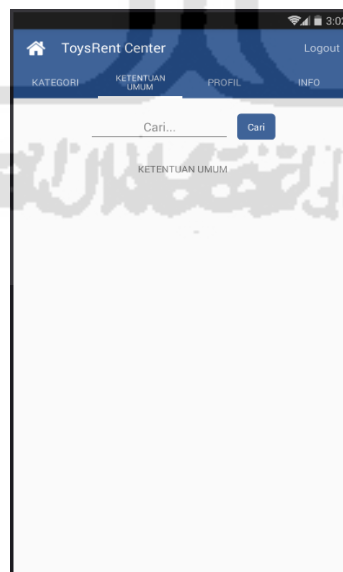 3:02
ToysRent Center
Logout
KATEGORI
KETENTUAN
UMUM
PROFIL
INFO
Cari...
Cari
KETENTUAN UMUM